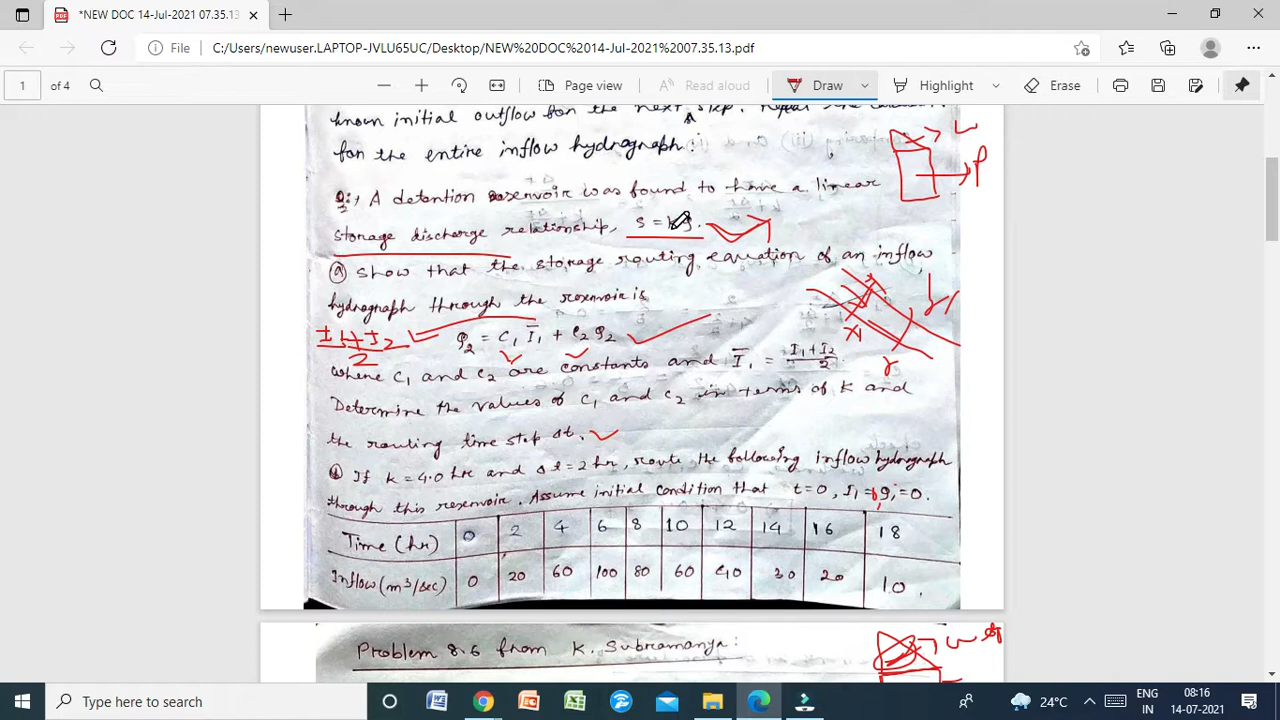 *NEW DOC 14-Jul-2021 07.35.13
File
C:/Users/newuser.LAPTOP-JVLU65UC/Desktop/NEW%20DOC%2014-Jul-2021%2007.35.13.pdf
1 of 4
Page view
Read aloud
Draw
Highlight
Erase
known initial outflow for the next step.
for the entire inflow hydrograph.
Q:, A detention reservoir was found to have a linear
storage discharge relationship, S =
(a) Show that the storage routing equation of an inflow
hydrograph through the reservoir is
I1+I2
2
Q2 = C1 Ī1 + C2 Q2
where C1 and C2 are constants and Ī1 = I1+I2
2
Determine the values of C1 and C2 in terms of K and
the routing time step Δt.
If K = 4.0 hr and Δt = 2 hr, route the following inflow hydrograph
through this reservoir. Assume initial condition that t=0, I1 = Q1 = 0.
Time (hr) 0 2 4 6 8 10 12 14 16 18
Inflow (m³/sec) 0 20 60 100 80 60 40 30 20 10.
Problem 8.6 from K. Subramanya:
Type here to search
24°C
ENG
IN
08:16
14-07-2021